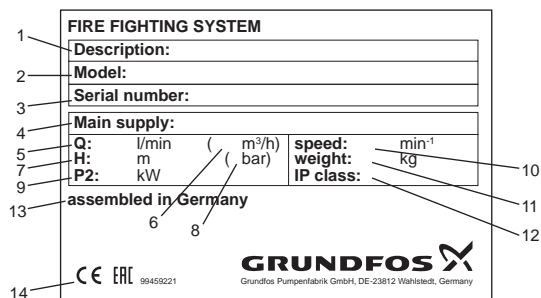 FIRE FIGHTING SYSTEM
1 Description:
2 Model:
3 Serial number:
4 Main supply:
5 Q: l/min ( m³/h) speed: min-1 10
7 H: m ( bar) weight: kg 11
9 P2: kW IP class: 12
13 assembled in Germany
6 8
GRUNDFOS X
14 CE EAC 99459221 Grundfos Pumpenfabrik GmbH, DE-23812 Wahlstedt, Germany